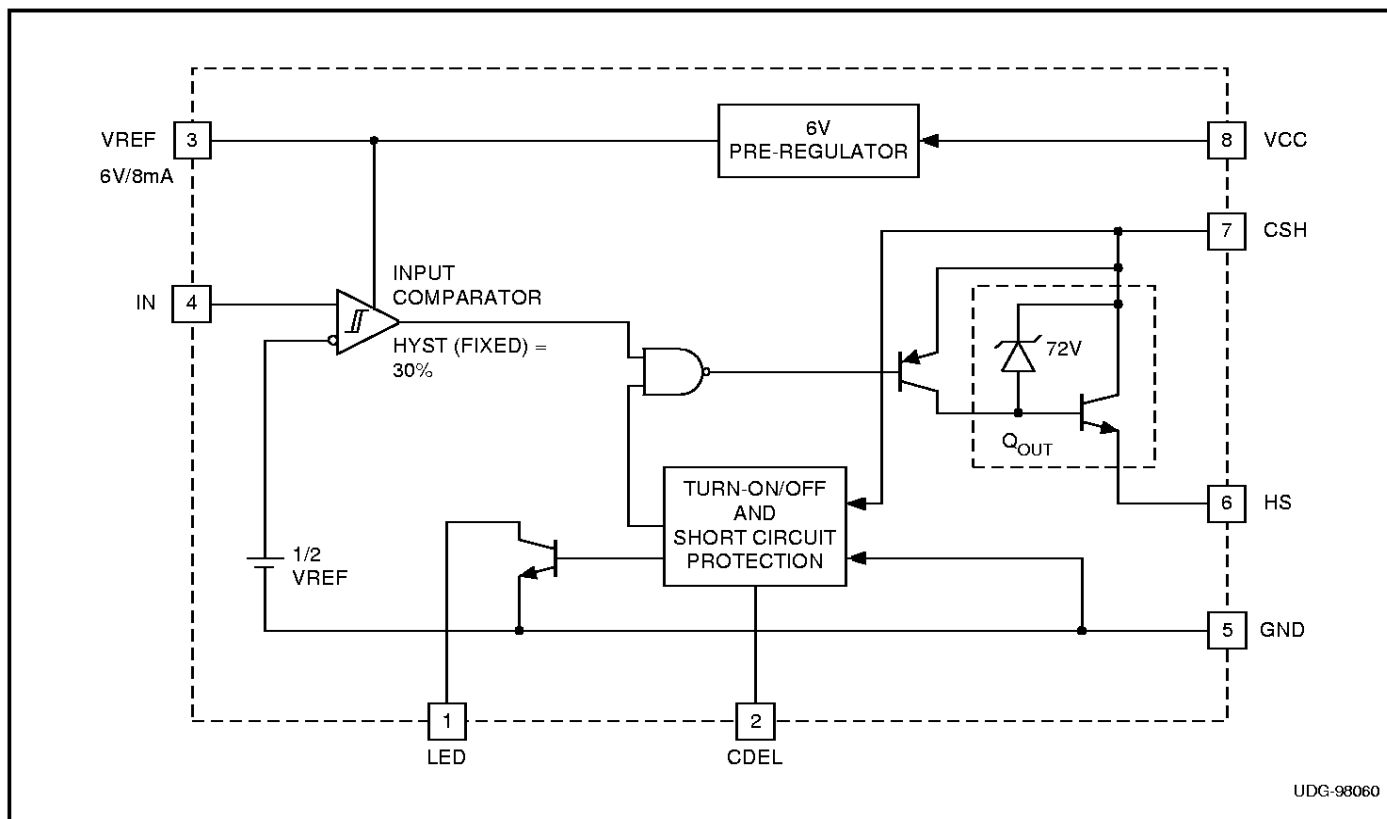 VREF
3
6V/8mA
6V
PRE-REGULATOR
8
VCC
7
CSH
IN
4
INPUT
COMPARATOR
HYST (FIXED) =
30%
72V
QOUT
TURN-ON/OFF
AND
SHORT CIRCUIT
PROTECTION
6
HS
1/2
VREF
5
GND
1
LED
2
CDEL
UDG-98060